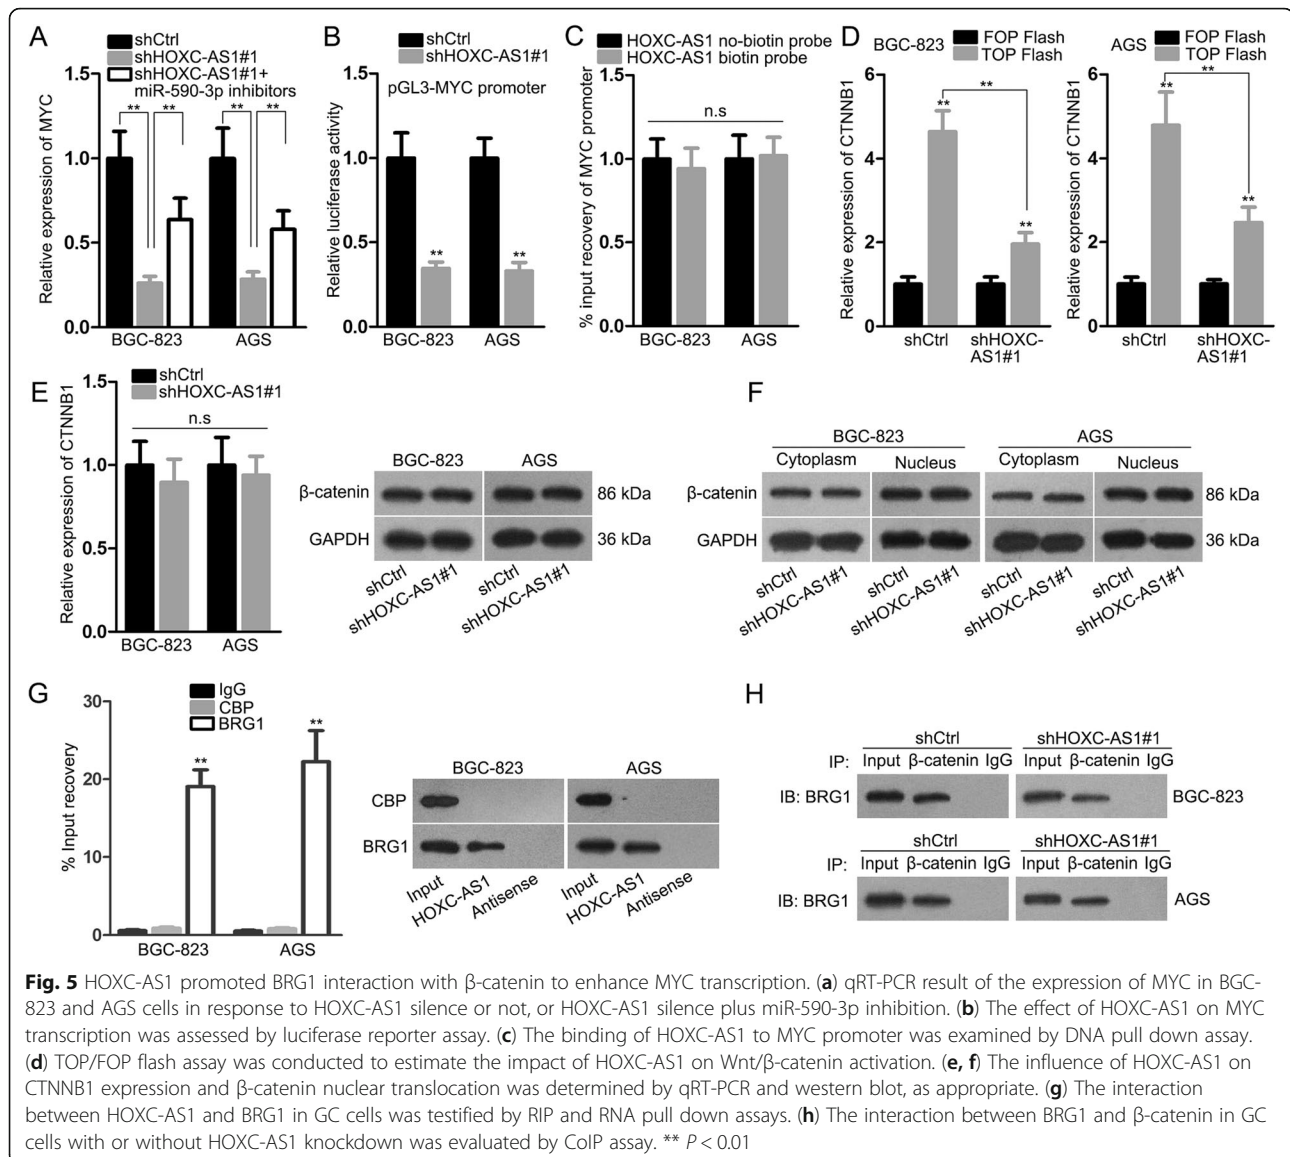 A
shCtrl
shHOXC-AS1#1
shHOXC-AS1#1+
miR-590-3p inhibitors
Relative expression of MYC
1.5
1.0
0.5
0.0
** ** ** **
BGC-823 AGS
B
shCtrl
shHOXC-AS1#1
pGL3-MYC promoter
Relative luciferase activity
1.5
1.0
0.5
0.0
** **
BGC-823 AGS
C
HOXC-AS1 no-biotin probe
HOXC-AS1 biotin probe
% input recovery of MYC promoter
n.s
1.5
1.0
0.5
0.0
BGC-823 AGS
D
BGC-823
FOP Flash
TOP Flash
Relative expression of CTNNB1
6
4
2
0
** ** **
shCtrl shHOXC-
AS1#1
AGS
FOP Flash
TOP Flash
Relative expression of CTNNB1
6
4
2
0
** ** **
shCtrl shHOXC-
AS1#1
E
shCtrl
shHOXC-AS1#1
Relative expression of CTNNB1
n.s
1.5
1.0
0.5
0.0
BGC-823 AGS
BGC-823 AGS
β-catenin 86 kDa
GAPDH 36 kDa
shCtrl
shHOXC-AS1#1
shCtrl
shHOXC-AS1#1
F
BGC-823 AGS
Cytoplasm Nucleus Cytoplasm Nucleus
β-catenin 86 kDa
GAPDH 36 kDa
shCtrl
shHOXC-AS1#1
shCtrl
shHOXC-AS1#1
shCtrl
shHOXC-AS1#1
shCtrl
shHOXC-AS1#1
G
IgG
CBP
BRG1
% Input recovery
30
20
10
0
** **
BGC-823 AGS
BGC-823 AGS
CBP
BRG1
Input
HOXC-AS1
Antisense
Input
HOXC-AS1
Antisense
H
shCtrl shHOXC-AS1#1
IP: Input β-catenin IgG Input β-catenin IgG
IB: BRG1 BGC-823
shCtrl shHOXC-AS1#1
IP: Input β-catenin IgG Input β-catenin IgG
IB: BRG1 AGS
Fig. 5 HOXC-AS1 promoted BRG1 interaction with β-catenin to enhance MYC transcription. (a) qRT-PCR result of the expression of MYC in BGC-
823 and AGS cells in response to HOXC-AS1 silence or not, or HOXC-AS1 silence plus miR-590-3p inhibition. (b) The effect of HOXC-AS1 on MYC
transcription was assessed by luciferase reporter assay. (c) The binding of HOXC-AS1 to MYC promoter was examined by DNA pull down assay.
(d) TOP/FOP flash assay was conducted to estimate the impact of HOXC-AS1 on Wnt/β-catenin activation. (e, f) The influence of HOXC-AS1 on
CTNNB1 expression and β-catenin nuclear translocation was determined by qRT-PCR and western blot, as appropriate. (g) The interaction
between HOXC-AS1 and BRG1 in GC cells was testified by RIP and RNA pull down assays. (h) The interaction between BRG1 and β-catenin in GC
cells with or without HOXC-AS1 knockdown was evaluated by CoIP assay. ** P < 0.01